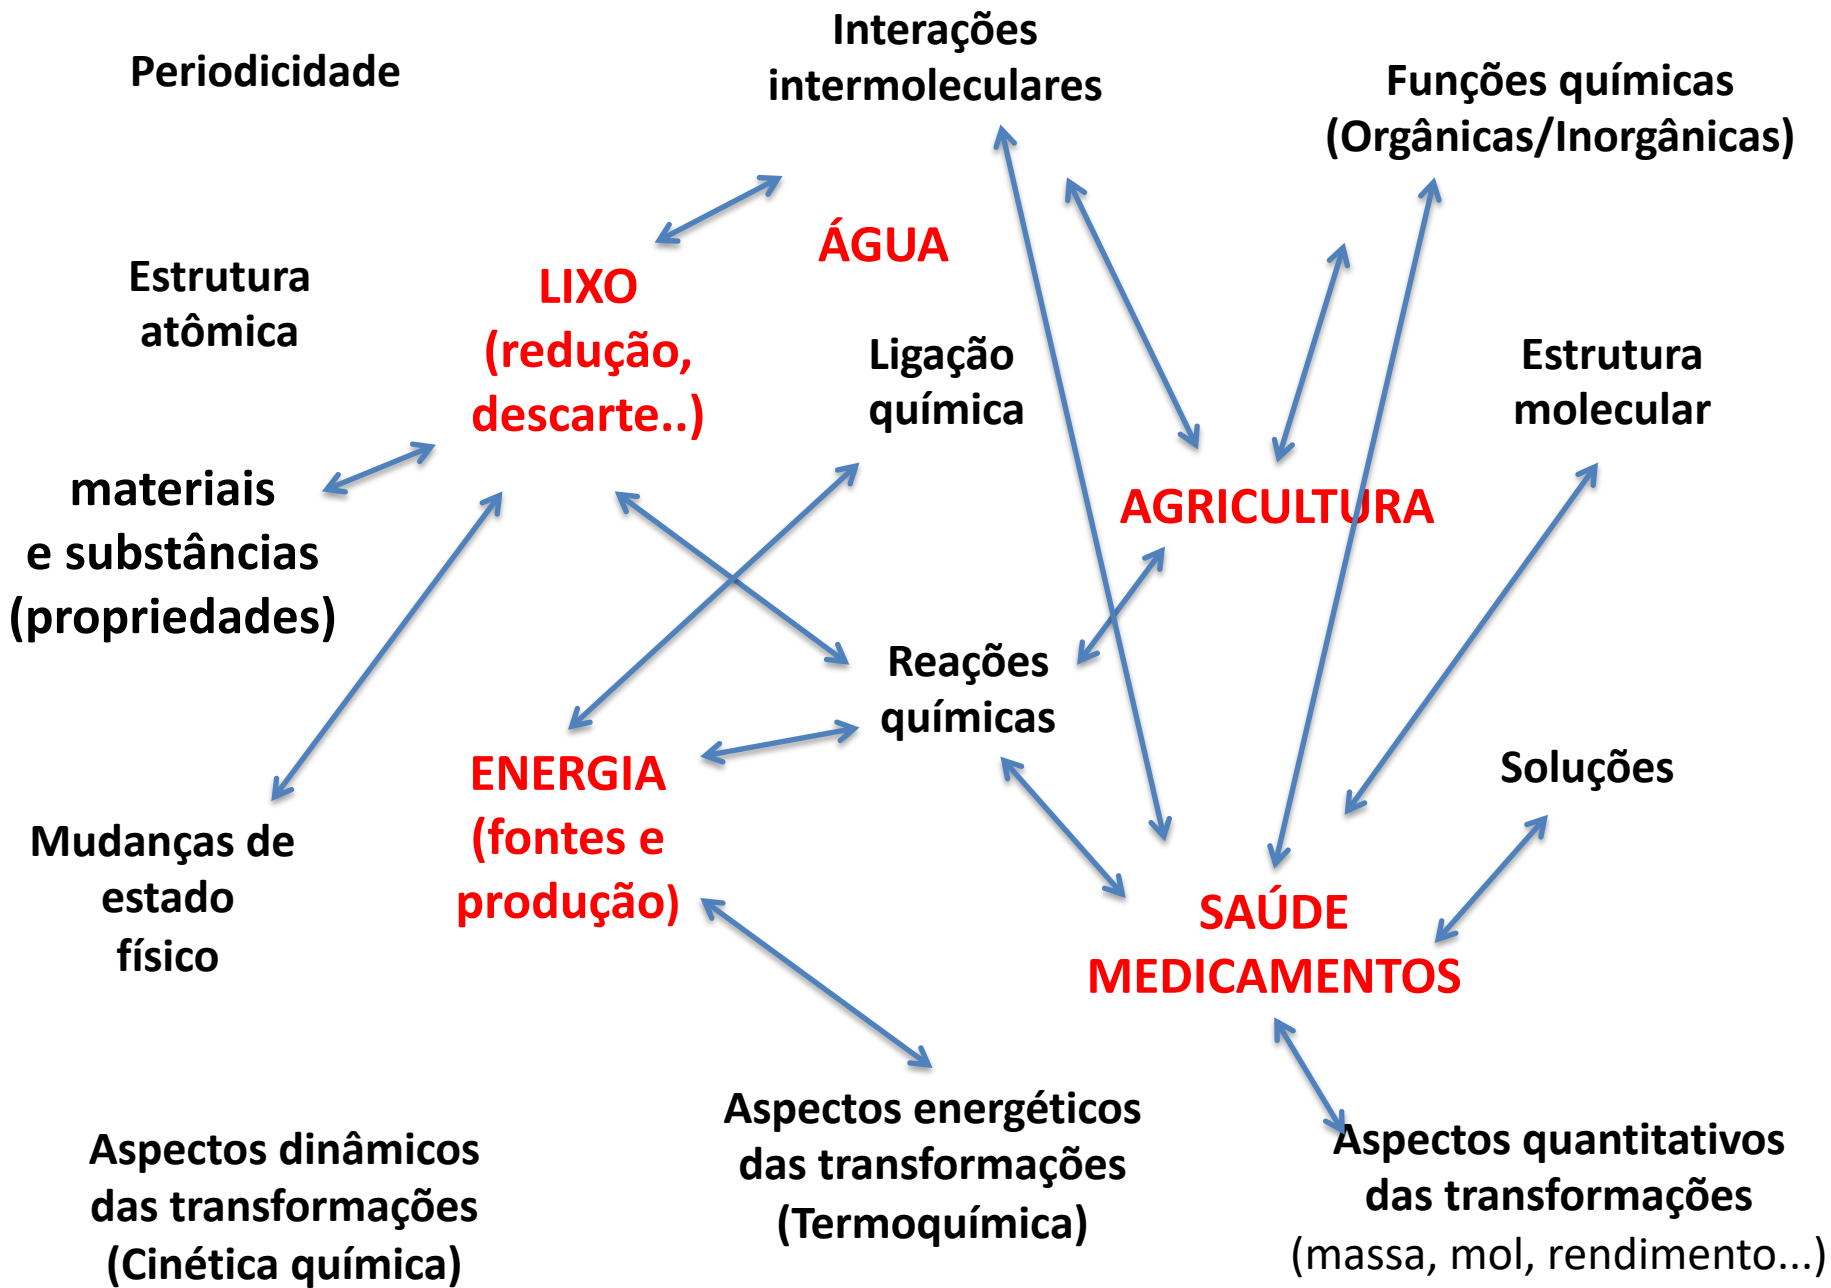 Periodicidade
Interações
intermoleculares
Funções químicas
(Orgânicas/Inorgânicas)
Estrutura
atômica
LIXO
(redução,
descarte..)
ÁGUA
Ligação
química
Estrutura
molecular
materiais
e substâncias
(propriedades)
AGRICULTURA
Reações
químicas
ENERGIA
(fontes e
produção)
Soluções
Mudanças de
estado
físico
SAÚDE
MEDICAMENTOS
Aspectos dinâmicos
das transformações
(Cinética química)
Aspectos energéticos
das transformações
(Termoquímica)
Aspectos quantitativos
das transformações
(massa, mol, rendimento...)